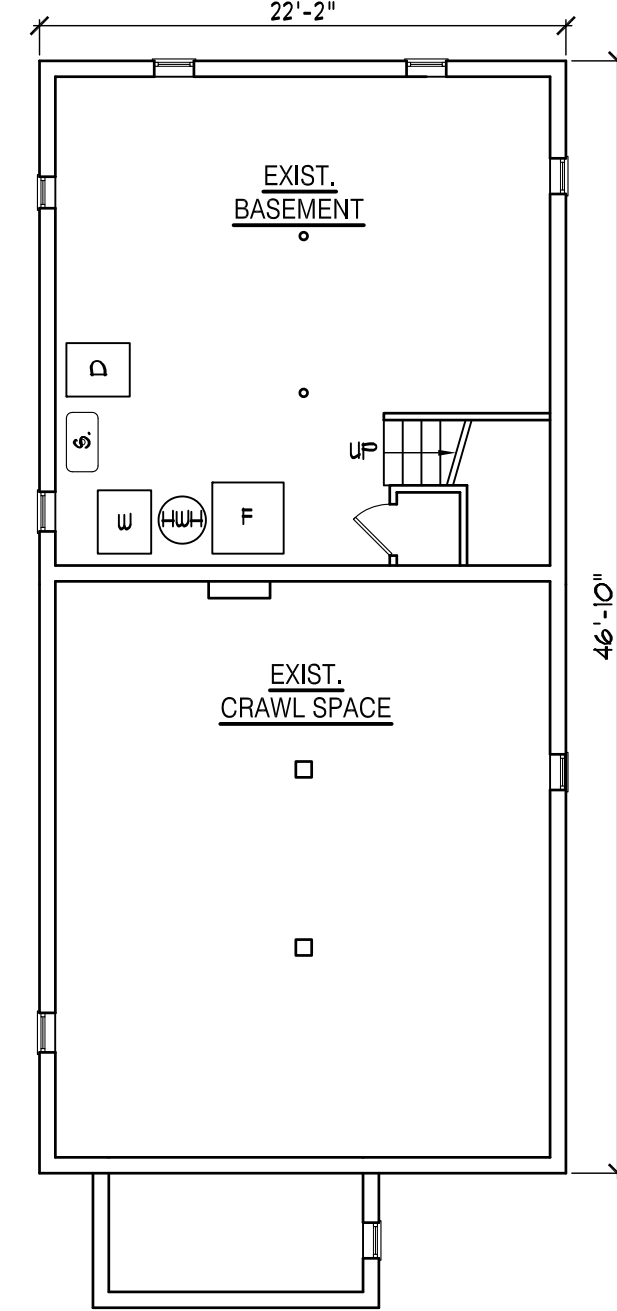 22'-2"
EXIST.
BASEMENT
D
S.
up
W
HWH
F
46'-10"
EXIST.
CRAWL SPACE